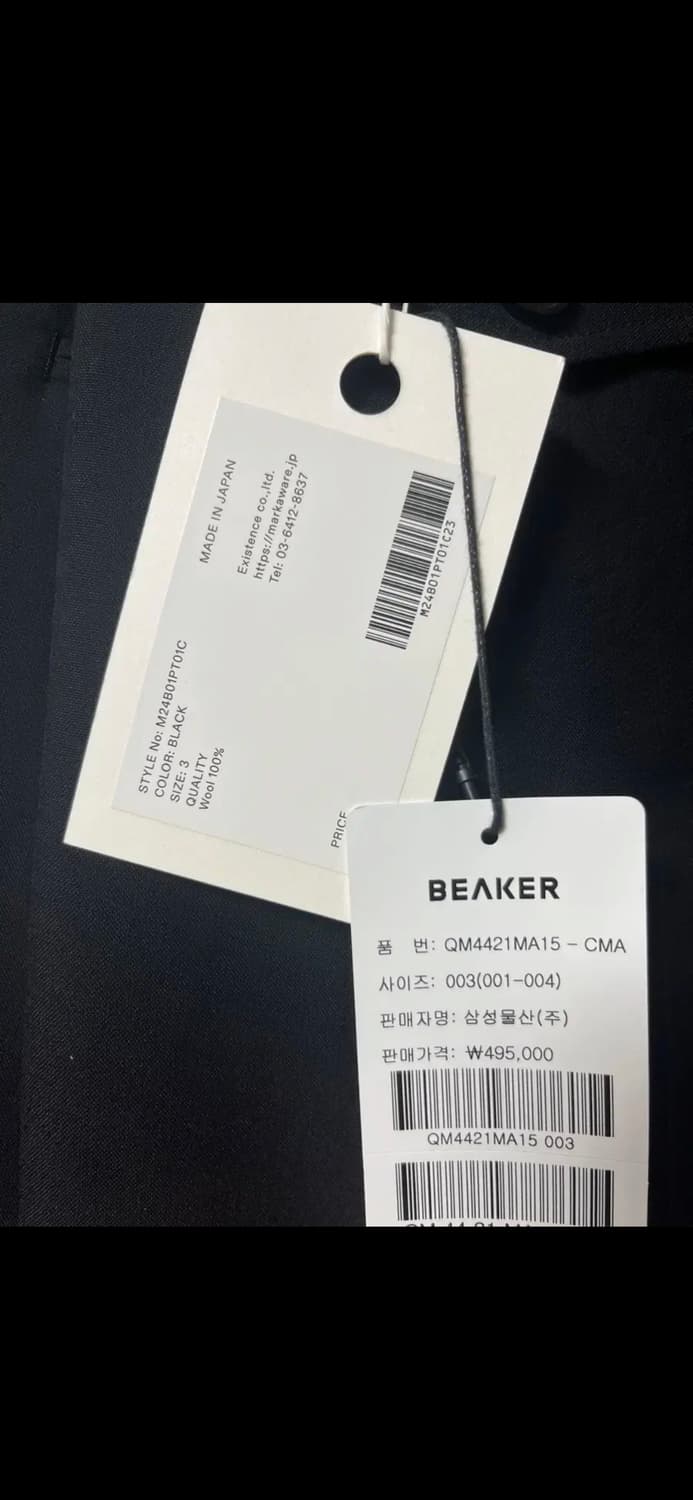 MADE IN JAPAN
Existence co.,ltd.
https://markaware.jp
Tel: 03-6412-8637
M24B01PT01C23
STYLE No: M24B01PT01C
COLOR: BLACK
SIZE: 3
QUALITY
Wool 100%
PRICE
BEAKER
품 번: QM4421MA15 - CMA
사이즈: 003(001-004)
판매자명: 삼성물산(주)
판매가격: ₩495,000
QM4421MA15 003